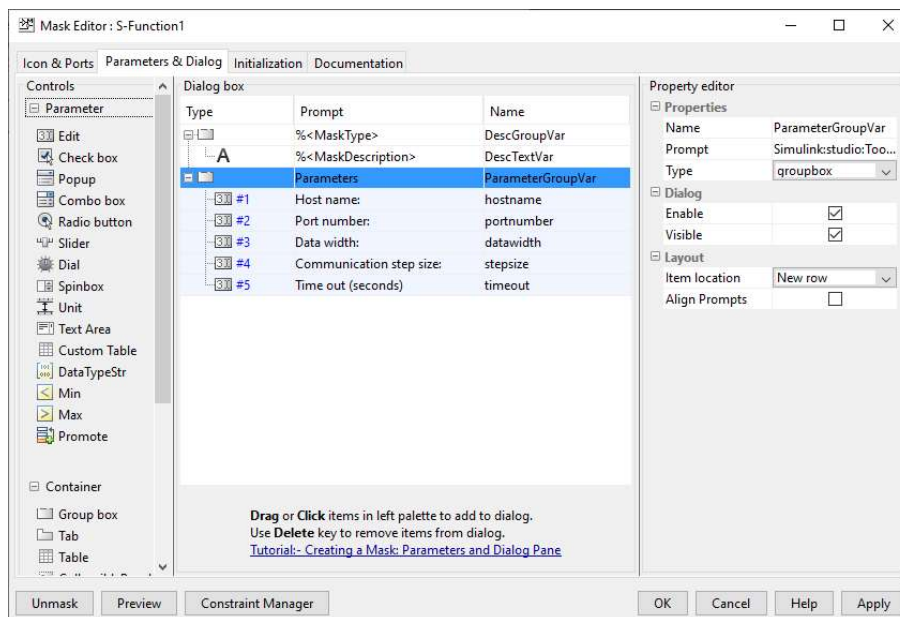 Mask Editor : S-Function1
Icon & Ports Parameters & Dialog Initialization Documentation
Controls
Parameter
Edit
Check box
Popup
Combo box
Radio button
Slider
Dial
Spinbox
Unit
Text Area
Custom Table
DataTypeStr
Min
Max
Promote
Container
Group box
Tab
Table
Dialog box
Type Prompt Name
%<MaskType> DescGroupVar
A %<MaskDescription> DescTextVar
Parameters ParameterGroupVar
#1 Host name: hostname
#2 Port number: portnumber
#3 Data width: datawidth
#4 Communication step size: stepsize
#5 Time out (seconds) timeout
Drag or Click items in left palette to add to dialog.
Use Delete key to remove items from dialog.
Tutorial:- Creating a Mask: Parameters and Dialog Pane
Property editor
Properties
Name ParameterGroupVar
Prompt Simulink:studio:Too...
Type groupbox
Dialog
Enable
Visible
Layout
Item location New row
Align Prompts
Unmask Preview Constraint Manager OK Cancel Help Apply